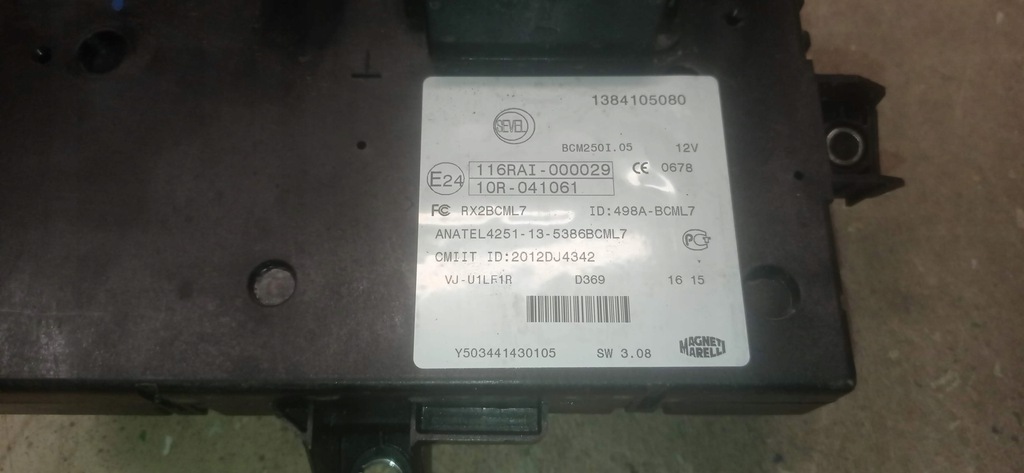 1384105080
SEVEL
BCM250I.05 12V
E24 116RAI-000029 CE 0678
10R-041061
FC RX2BCML7 ID:498A-BCML7
ANATEL4251-13-5386BCML7
CMIIT ID:2012DJ4342
VJ-U1LF1R D369 16 15
Y503441430105 SW 3.08
MAGNETI
MARELLI